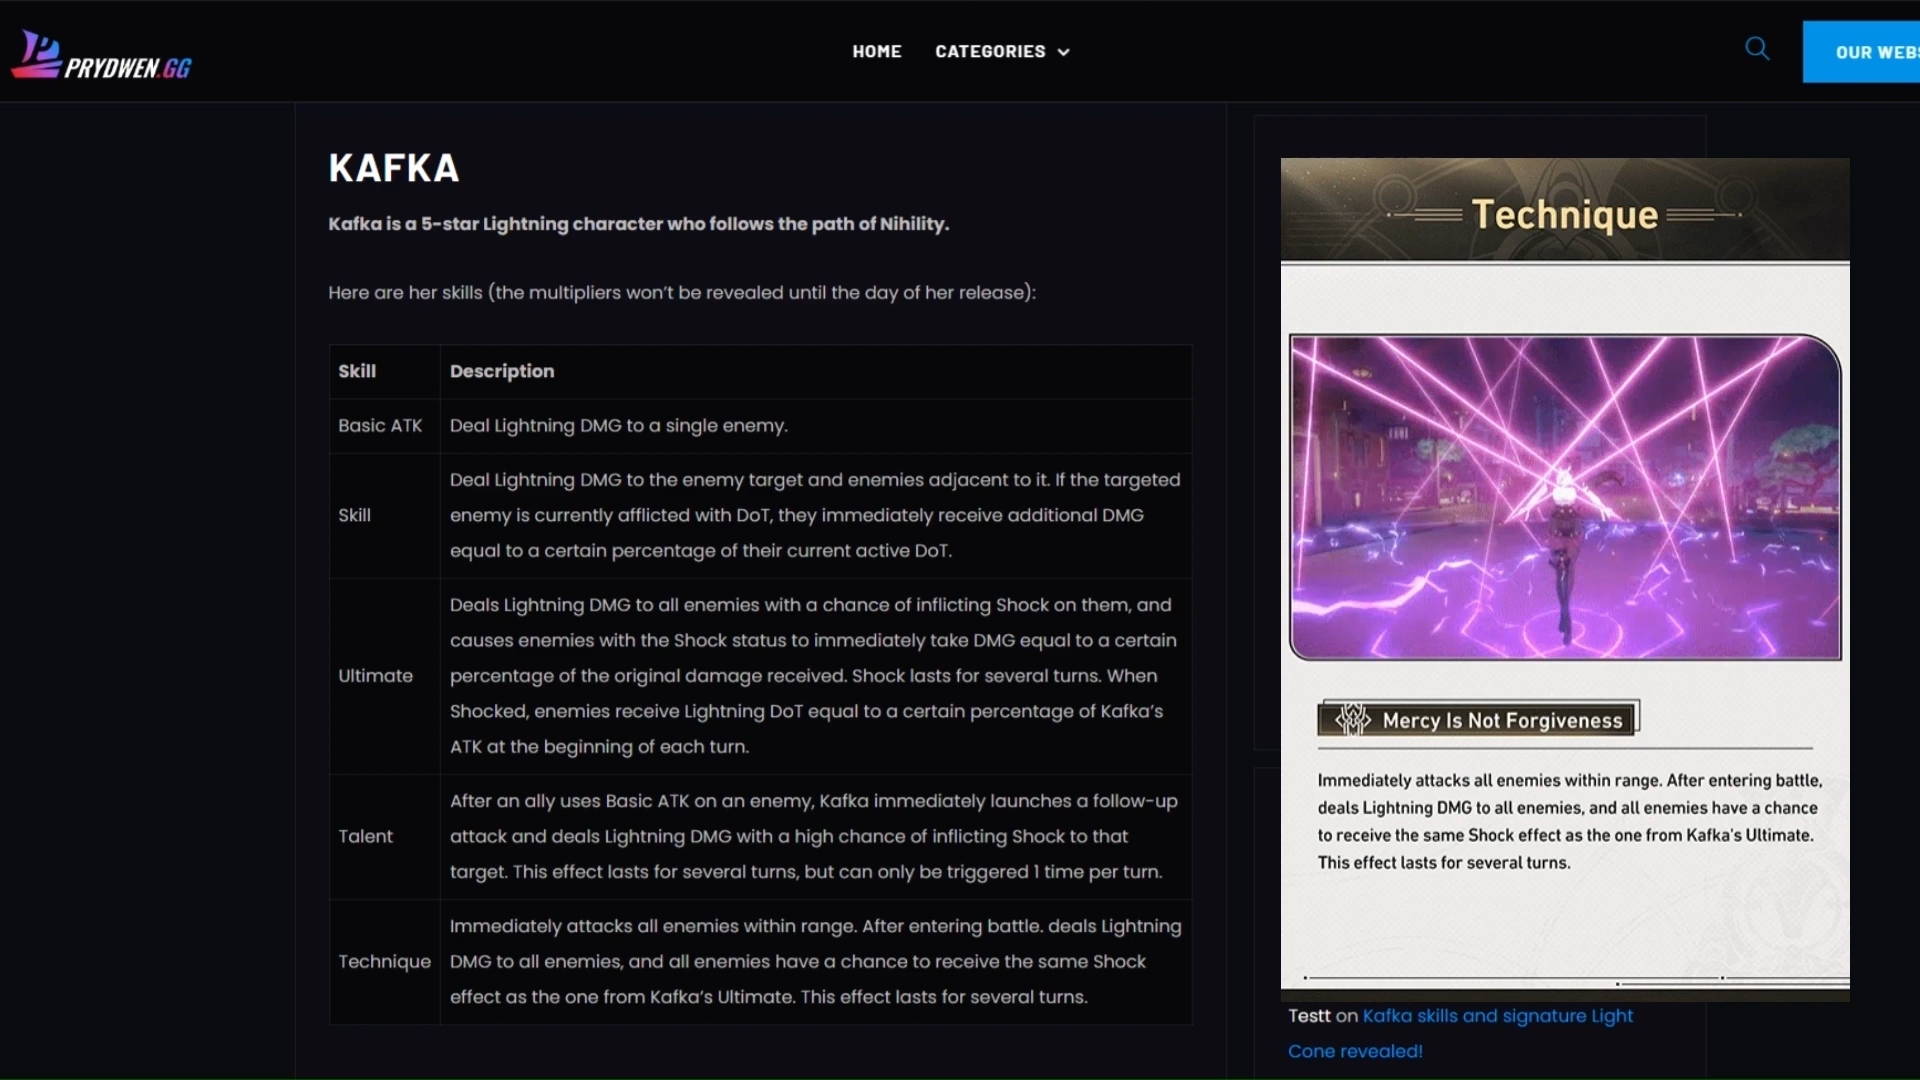 PRYDWEN.GG
HOME
CATEGORIES
OUR WEBS
KAFKA
Kafka is a 5-star Lightning character who follows the path of Nihility.
Here are her skills (the multipliers won't be revealed until the day of her release):
Skill
Description
Basic ATK
Deal Lightning DMG to a single enemy.
Skill
Deal Lightning DMG to the enemy target and enemies adjacent to it. If the targeted
enemy is currently afflicted with DoT, they immediately receive additional DMG
equal to a certain percentage of their current active DoT.
Ultimate
Deals Lightning DMG to all enemies with a chance of inflicting Shock on them, and
causes enemies with the Shock status to immediately take DMG equal to a certain
percentage of the original damage received. Shock lasts for several turns. When
Shocked, enemies receive Lightning DoT equal to a certain percentage of Kafka's
ATK at the beginning of each turn.
Talent
After an ally uses Basic ATK on an enemy, Kafka immediately launches a follow-up
attack and deals Lightning DMG with a high chance of inflicting Shock to that
target. This effect lasts for several turns, but can only be triggered 1 time per turn.
Technique
Immediately attacks all enemies within range. After entering battle. deals Lightning
DMG to all enemies, and all enemies have a chance to receive the same Shock
effect as the one from Kafka's Ultimate. This effect lasts for several turns.
Technique
Mercy Is Not Forgiveness
Immediately attacks all enemies within range. After entering battle,
deals Lightning DMG to all enemies, and all enemies have a chance
to receive the same Shock effect as the one from Kafka's Ultimate.
This effect lasts for several turns.
Testt on Kafka skills and signature Light
Cone revealed!